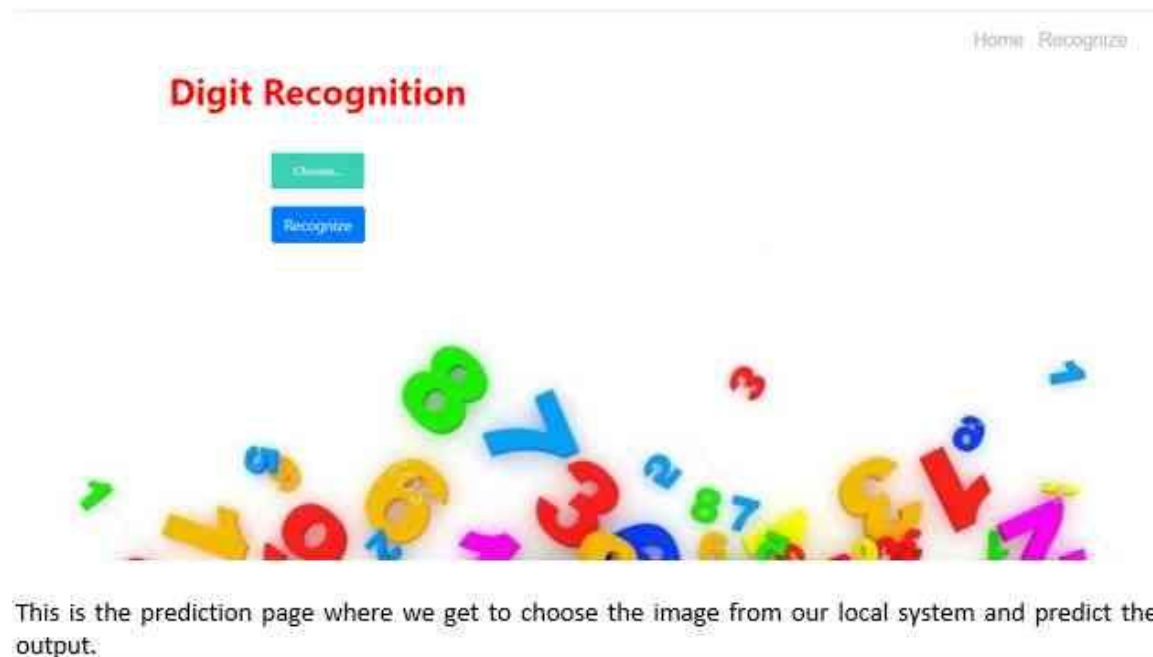 Home Recognize
Digit Recognition
Choose...
Recognize
This is the prediction page where we get to choose the image from our local system and predict the
output.